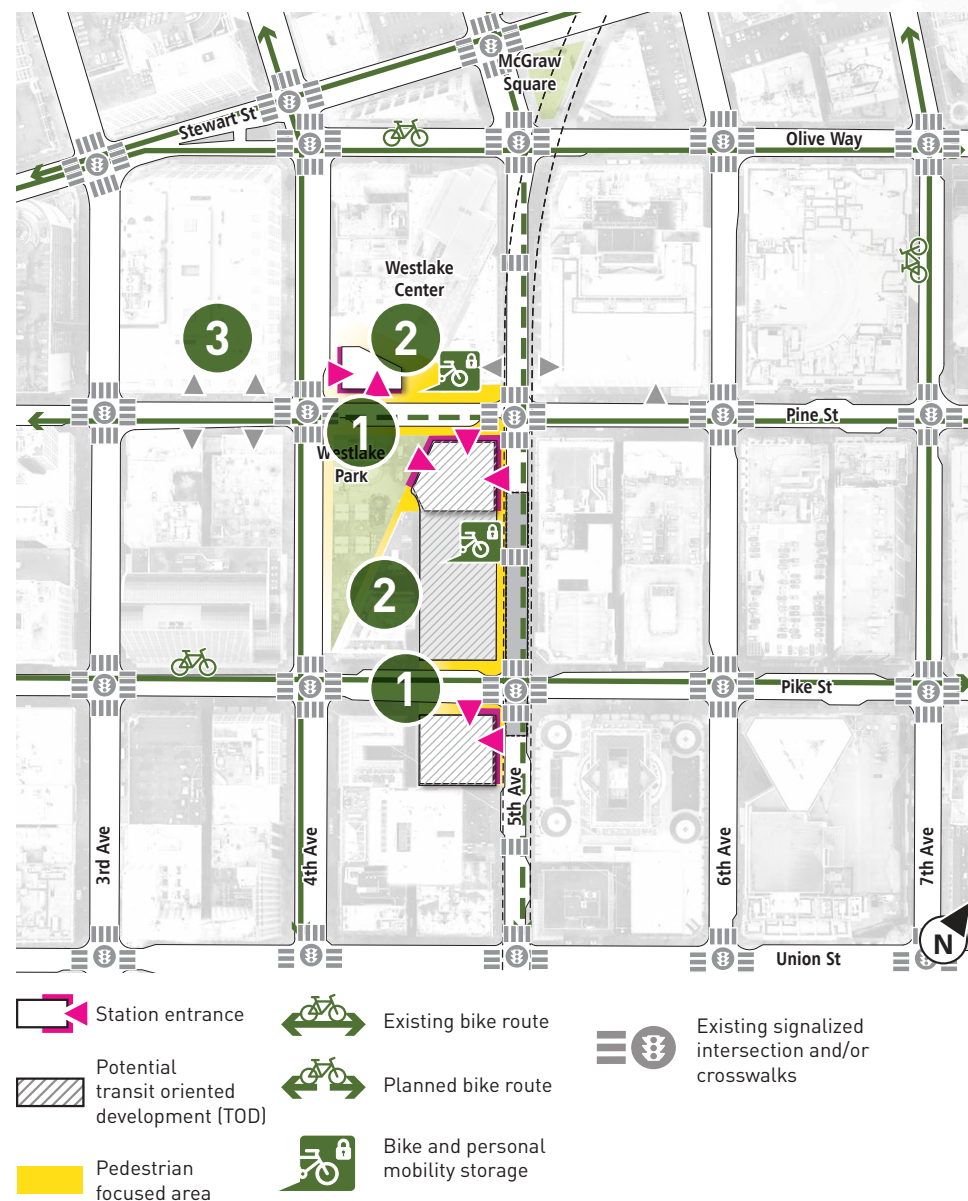 McGraw
Square
Stewart St
Olive Way
Westlake
Center
3
2
Pine St
1
Westlake
Park
2
1
Pike St
5th Ave
3rd Ave
4th Ave
6th Ave
7th Ave
N
Union St
Station entrance
Potential
transit oriented
development (TOD)
Pedestrian
focused area
Existing bike route
Planned bike route
Bike and personal
mobility storage
Existing signalized
intersection and/or
crosswalks